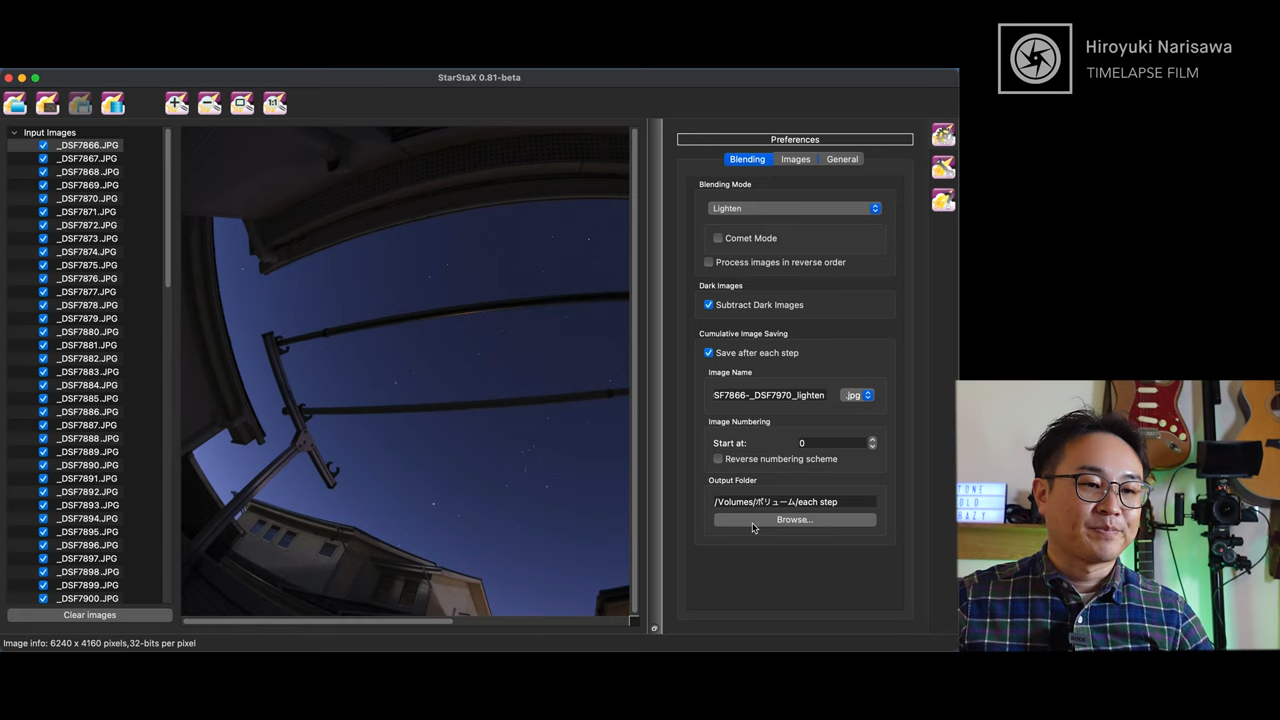 Hiroyuki Narisawa
TIMELAPSE FILM
StarStaX 0.81-beta
1:1
Input Images
_DSF7866.JPG
_DSF7867.JPG
_DSF7868.JPG
_DSF7869.JPG
_DSF7870.JPG
_DSF7871.JPG
_DSF7872.JPG
_DSF7873.JPG
_DSF7874.JPG
_DSF7875.JPG
_DSF7876.JPG
_DSF7877.JPG
_DSF7878.JPG
_DSF7879.JPG
_DSF7880.JPG
_DSF7881.JPG
_DSF7882.JPG
_DSF7883.JPG
_DSF7884.JPG
_DSF7885.JPG
_DSF7886.JPG
_DSF7887.JPG
_DSF7888.JPG
_DSF7889.JPG
_DSF7890.JPG
_DSF7891.JPG
_DSF7892.JPG
_DSF7893.JPG
_DSF7894.JPG
_DSF7895.JPG
_DSF7896.JPG
_DSF7897.JPG
_DSF7898.JPG
_DSF7899.JPG
_DSF7900.JPG
Clear images
Image info: 6240 x 4160 pixels,32-bits per pixel
Preferences
Blending Images General
Blending Mode
Lighten
Comet Mode
Process images in reverse order
Dark Images
Subtract Dark Images
Cumulative Image Saving
Save after each step
Image Name
SF7866-_DSF7970_lighten .jpg
Image Numbering
Start at: 0
Reverse numbering scheme
Output Folder
/Volumes/ボリューム/each step
Browse...
TONE
OLD
RAZY